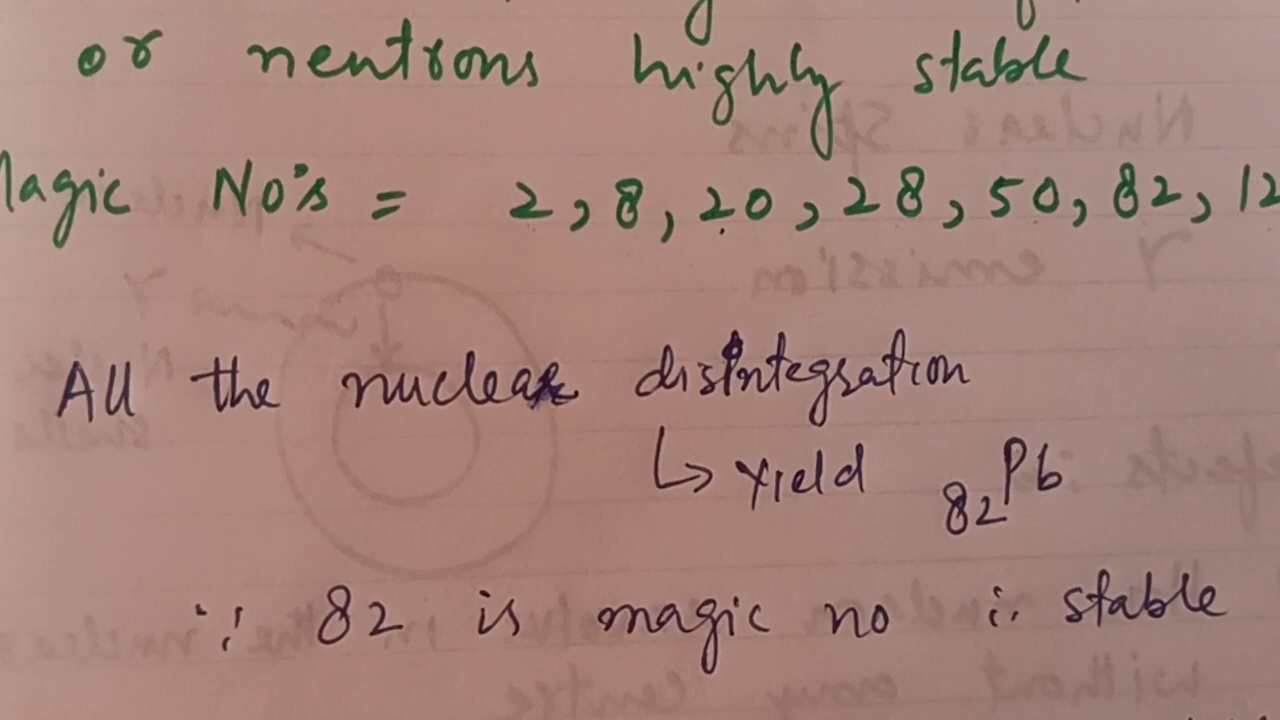 or neutrons highly stable
Magic No's = 2, 8, 20, 28, 50, 82, 12
All the nuclear disintegration
↳ yield ₈₂Pb
∵ 82 is magic no ∴ stable